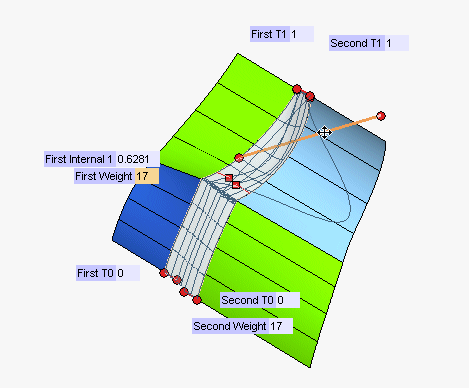 First T1 1
Second T1 1
First Internal 1 0.6281
First Weight 17
First T0 0
Second T0 0
Second Weight 17